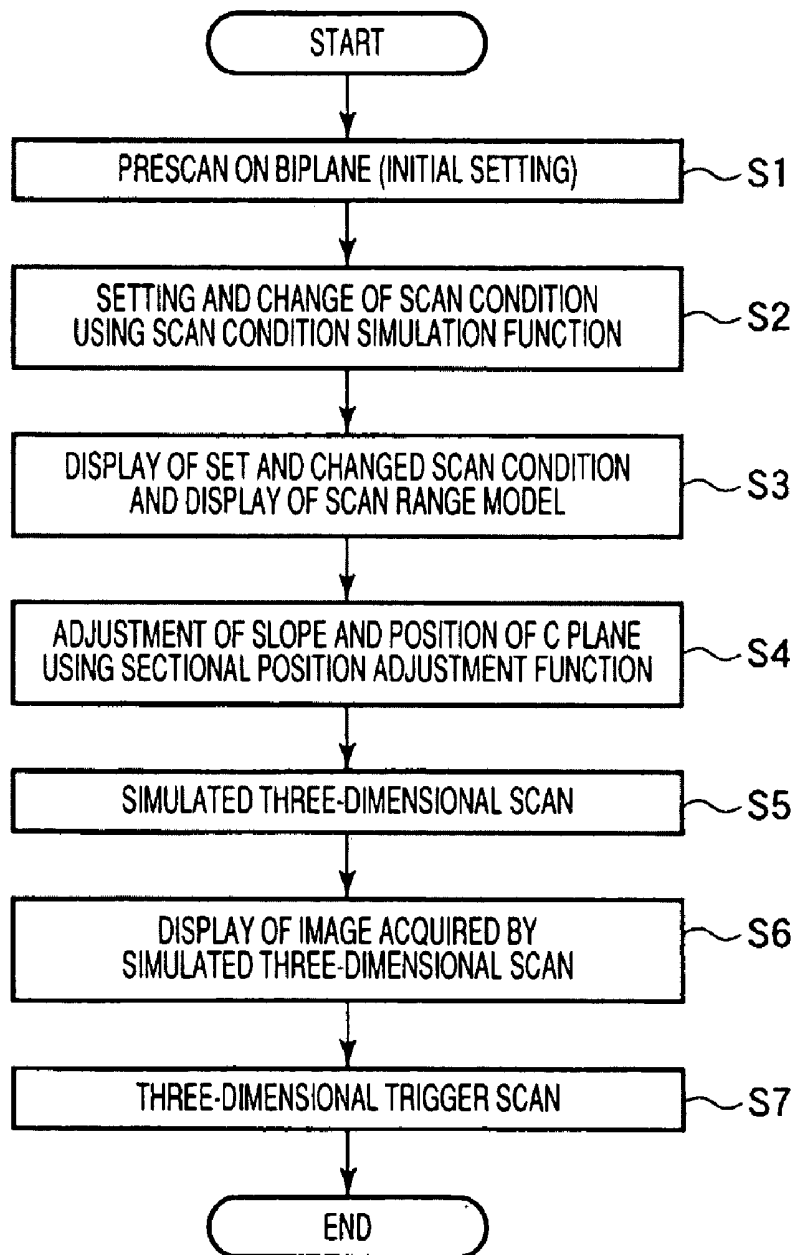 START
PRESCAN ON BIPLANE (INITIAL SETTING)
S1
SETTING AND CHANGE OF SCAN CONDITION
USING SCAN CONDITION SIMULATION FUNCTION
S2
DISPLAY OF SET AND CHANGED SCAN CONDITION
AND DISPLAY OF SCAN RANGE MODEL
S3
ADJUSTMENT OF SLOPE AND POSITION OF C PLANE
USING SECTIONAL POSITION ADJUSTMENT FUNCTION
S4
SIMULATED THREE-DIMENSIONAL SCAN
S5
DISPLAY OF IMAGE ACQUIRED BY
SIMULATED THREE-DIMENSIONAL SCAN
S6
THREE-DIMENSIONAL TRIGGER SCAN
S7
END